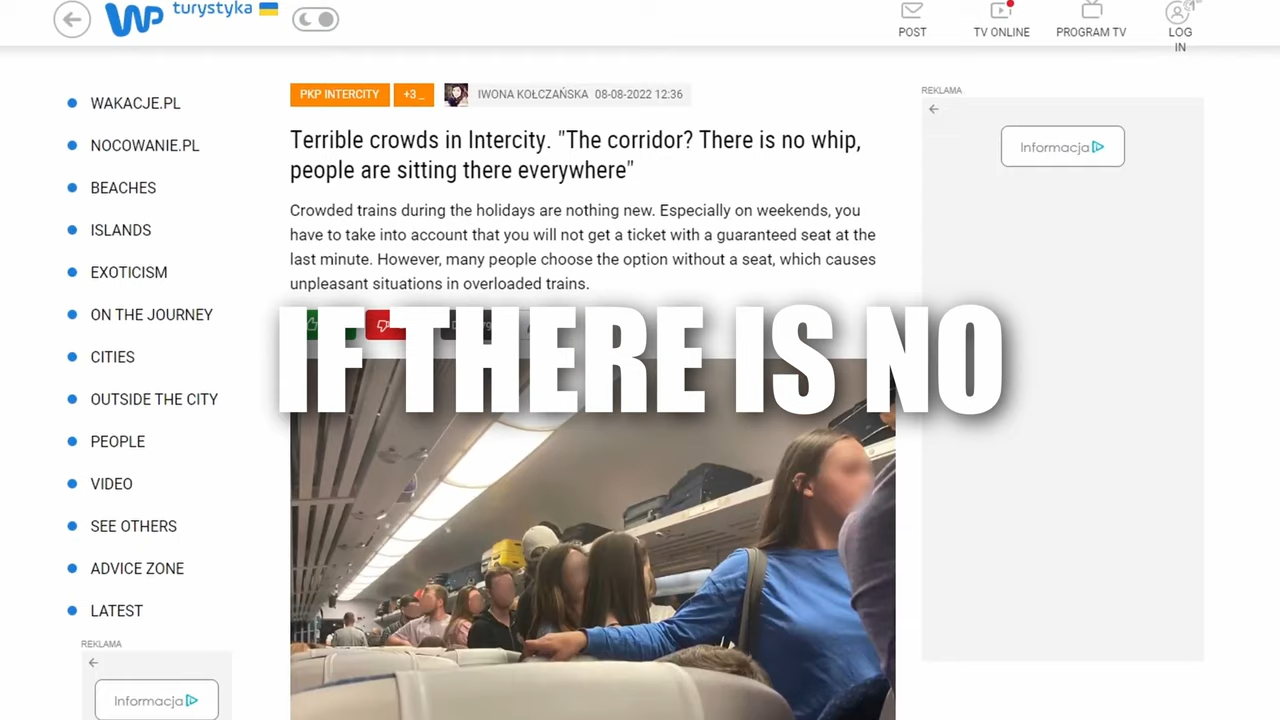 WP turystyka
POST
TV ONLINE
PROGRAM TV
LOG
IN
WAKACJE.PL
NOCOWANIE.PL
BEACHES
ISLANDS
EXOTICISM
ON THE JOURNEY
CITIES
OUTSIDE THE CITY
PEOPLE
VIDEO
SEE OTHERS
ADVICE ZONE
LATEST
REKLAMA
Informacja
PKP INTERCITY +3_ IWONA KOŁCZAŃSKA 08-08-2022 12:36
Terrible crowds in Intercity. "The corridor? There is no whip,
people are sitting there everywhere"
Crowded trains during the holidays are nothing new. Especially on weekends, you
have to take into account that you will not get a ticket with a guaranteed seat at the
last minute. However, many people choose the option without a seat, which causes
unpleasant situations in overloaded trains.
IF THERE IS NO
REKLAMA
Informacja